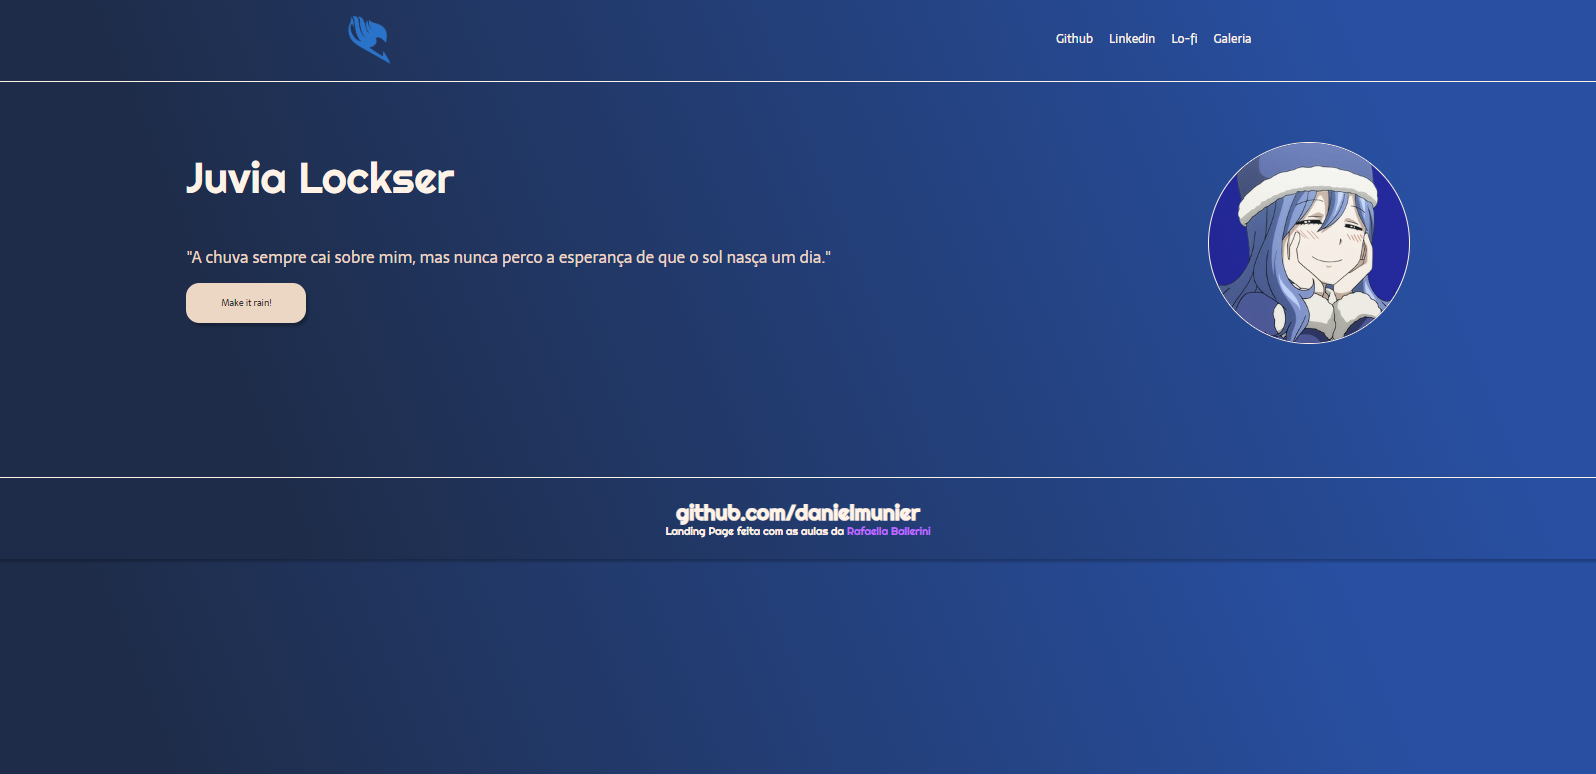 Github Linkedin Lo-fi Galeria
Juvia Lockser
"A chuva sempre cai sobre mim, mas nunca perco a esperança de que o sol nasça um dia."
Make it rain!
github.com/danielmunier
Landing Page feita com as aulas da Rafaella Ballerini